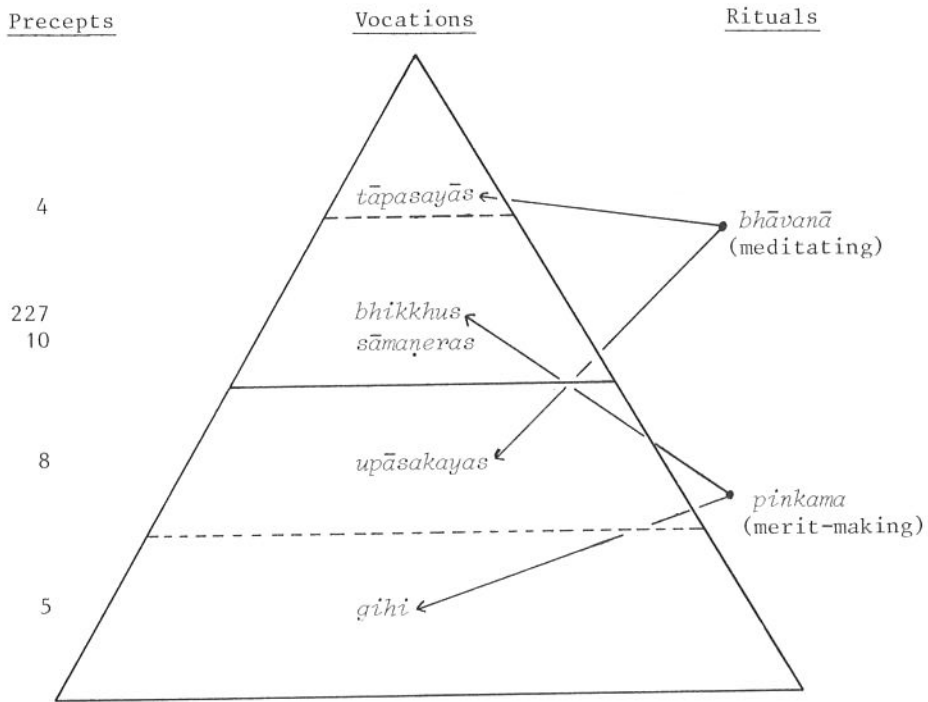 Precepts Vocations Rituals
4 tāpasayās
bhāvanā
(meditating)
227 bhikkhus
10 sāmaṇeras
8 upāsakayas
pinkama
(merit-making)
5 gihi